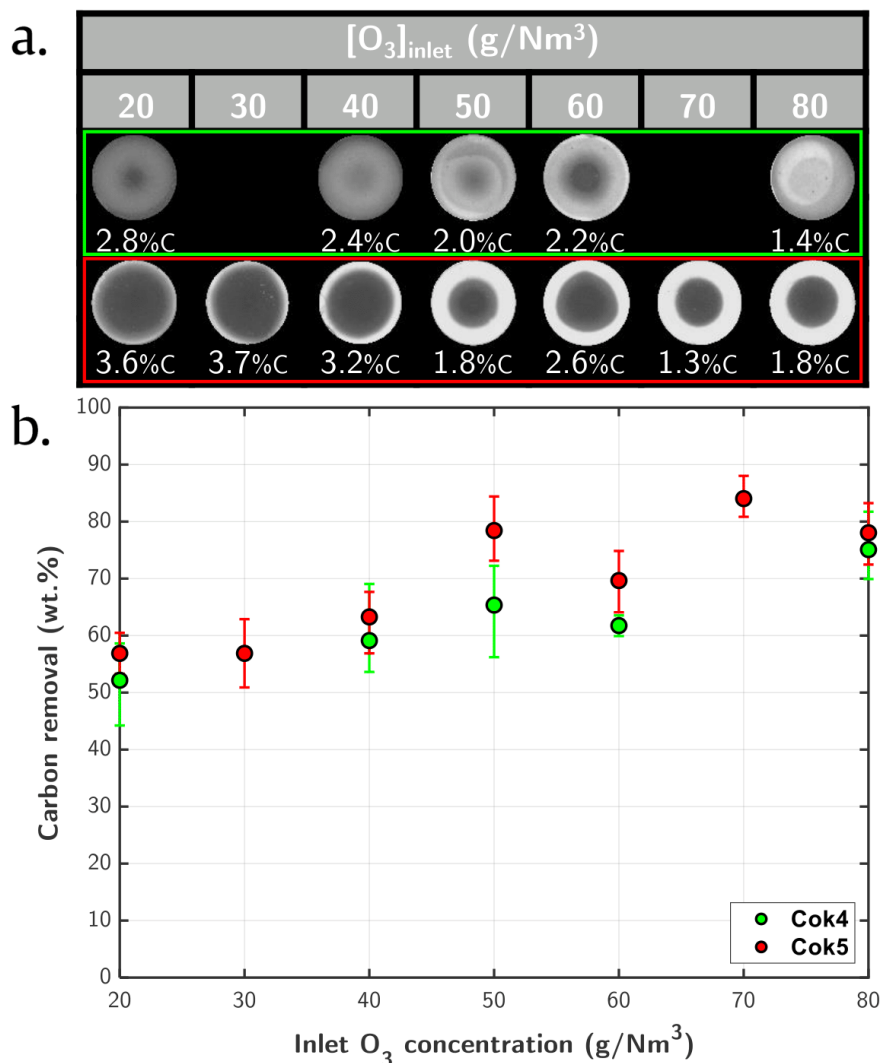 a.
[O₃]inlet (g/Nm³)
20 30 40 50 60 70 80
2.8%C 2.4%C 2.0%C 2.2%C 1.4%C
3.6%C 3.7%C 3.2%C 1.8%C 2.6%C 1.3%C 1.8%C
b.
100
90
80
70
60
50
40
30
20
10
0
Carbon removal (wt.%)
Cok4
Cok5
20 30 40 50 60 70 80
Inlet O₃ concentration (g/Nm³)